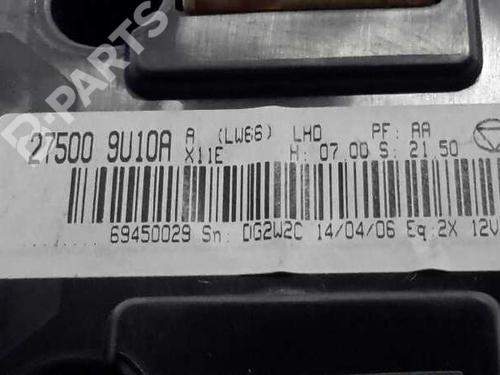 B-PARTS
27500 9U10A A (LW66) LHD PF: AA
X11E H: 07.00 S: 21.50
69450029 Sn: DG2W2C 14/04/06 Eq:2X 12V